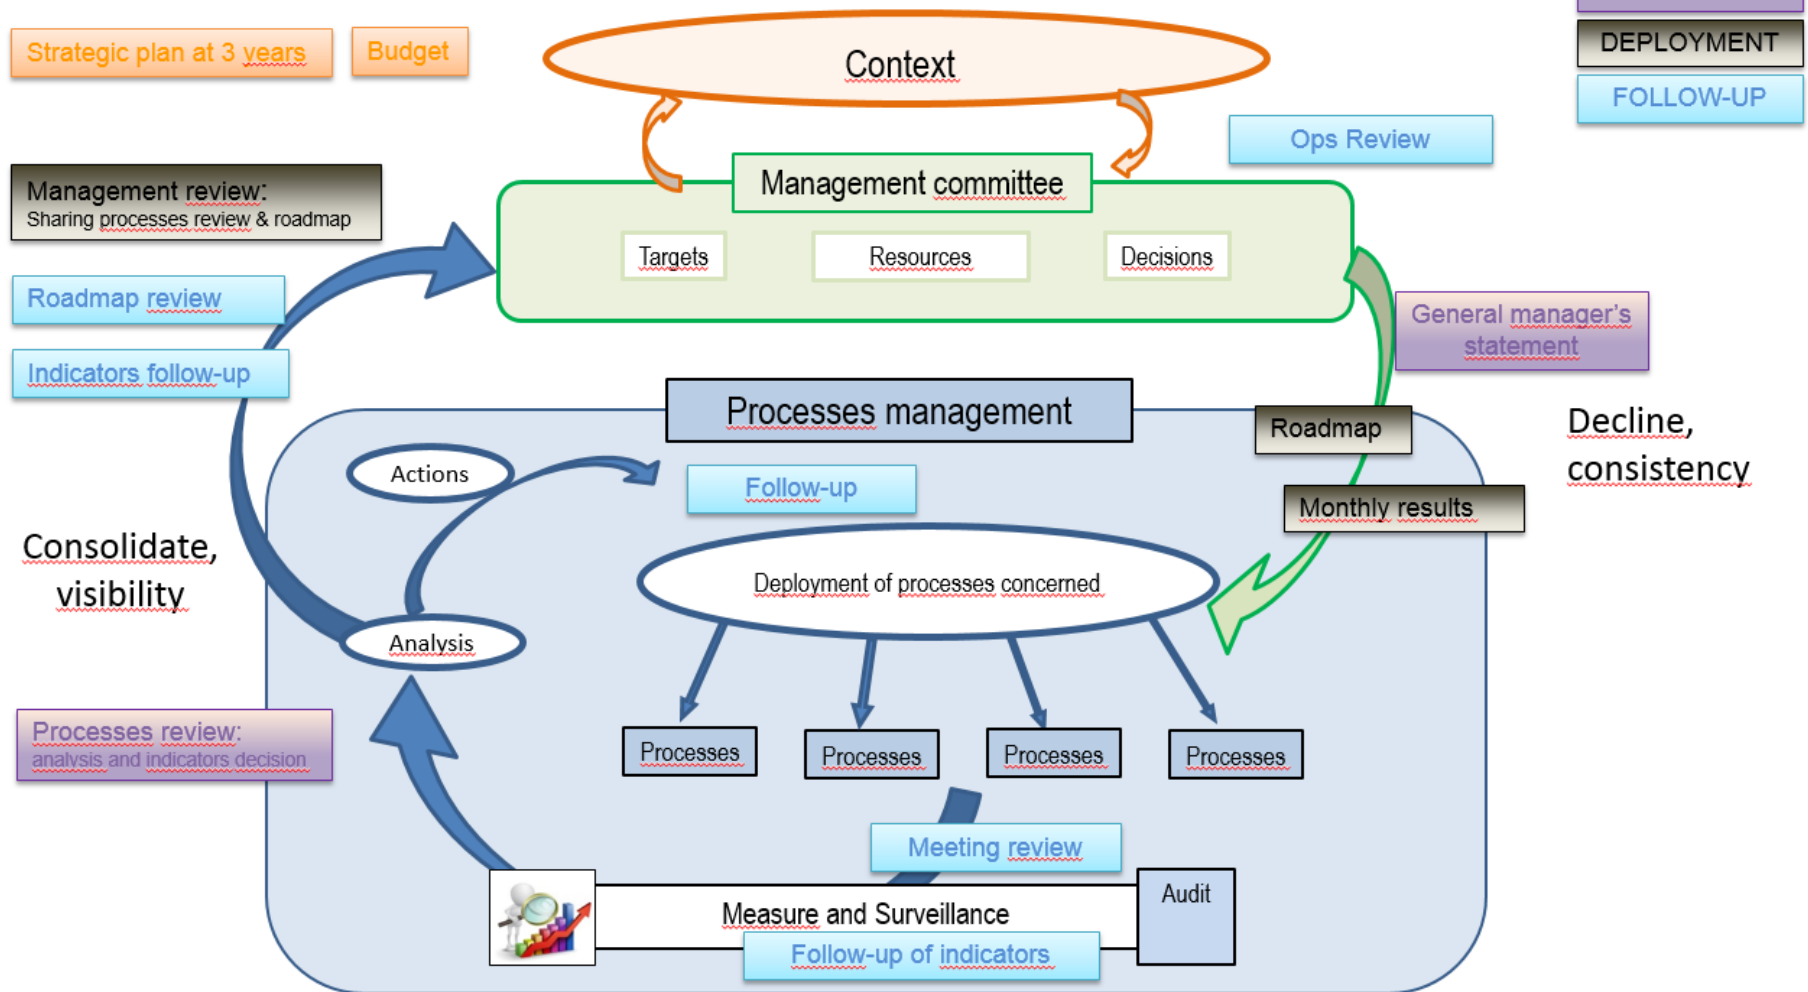 Strategic plan at 3 years
Budget
Context
DEPLOYMENT
FOLLOW-UP
Ops Review
Management review:
Sharing processes review & roadmap
Management committee
Targets
Resources
Decisions
Roadmap review
Indicators follow-up
General manager's
statement
Processes management
Roadmap
Decline,
consistency
Actions
Follow-up
Monthly results
Consolidate,
visibility
Deployment of processes concerned
Analysis
Processes review:
analysis and indicators decision
Processes
Processes
Processes
Processes
Meeting review
Measure and Surveillance
Audit
Follow-up of indicators